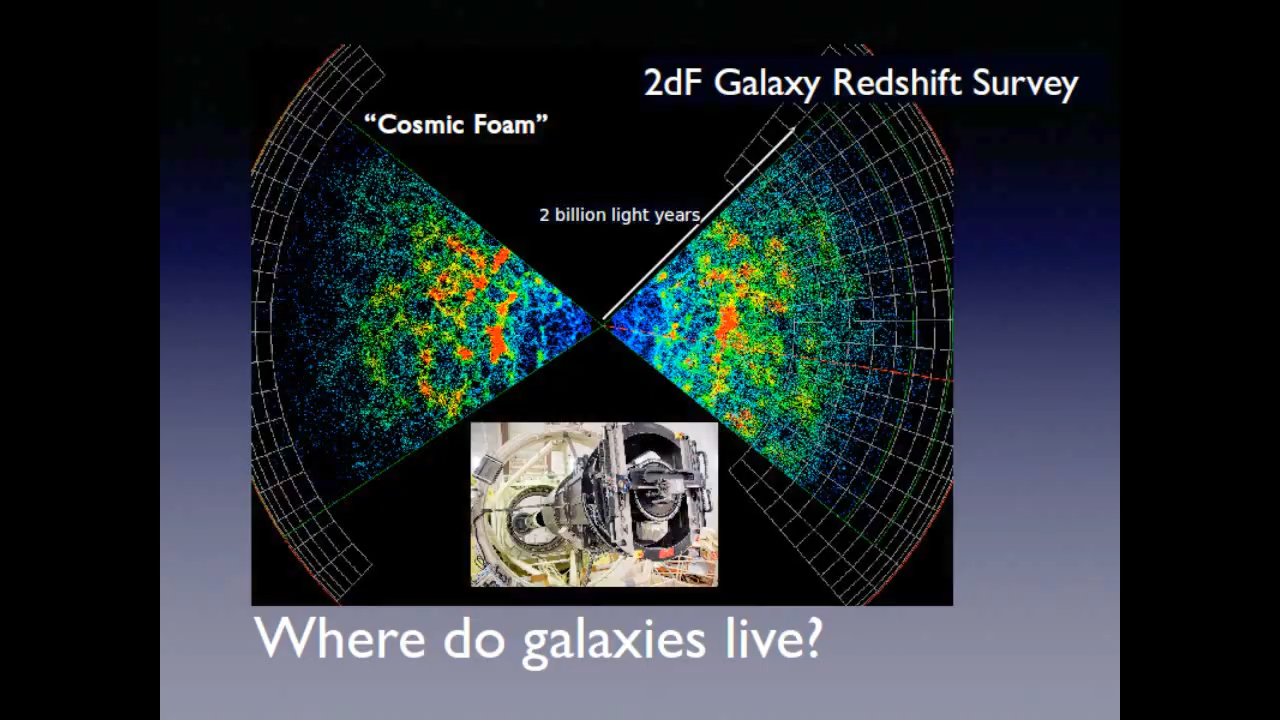 2dF Galaxy Redshift Survey
“Cosmic Foam”
2 billion light years
Where do galaxies live?